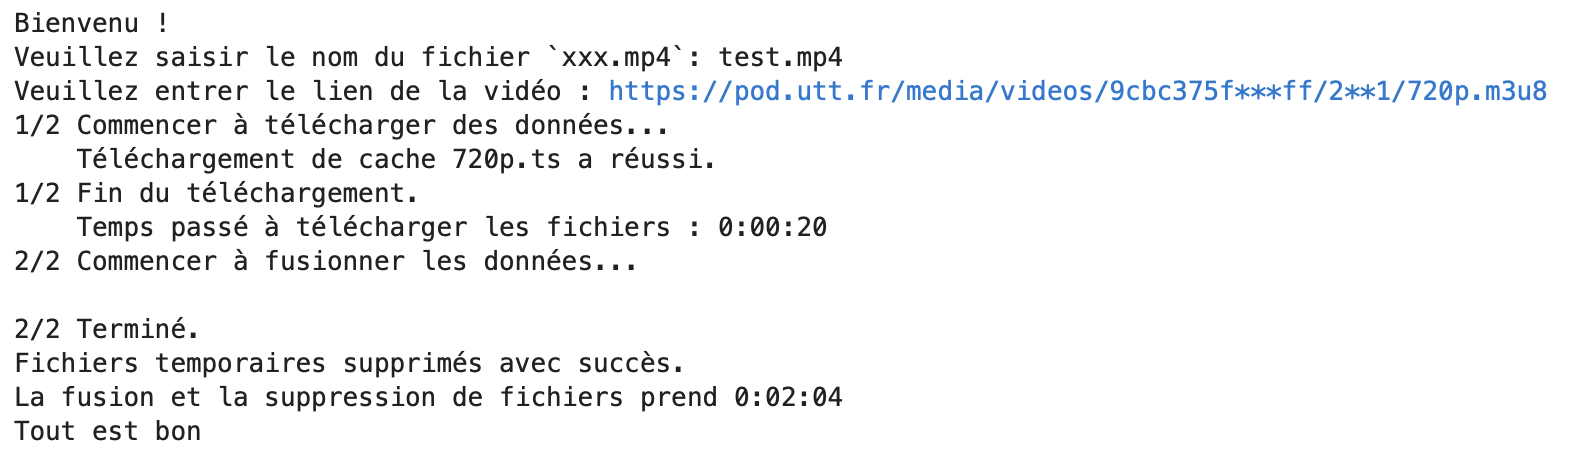 Bienvenu !
Veuillez saisir le nom du fichier `xxx.mp4`: test.mp4
Veuillez entrer le lien de la vidéo : https://pod.utt.fr/media/videos/9cbc375f***ff/2**1/720p.m3u8
1/2 Commencer à télécharger des données...
Téléchargement de cache 720p.ts a réussi.
1/2 Fin du téléchargement.
Temps passé à télécharger les fichiers : 0:00:20
2/2 Commencer à fusionner les données...
2/2 Terminé.
Fichiers temporaires supprimés avec succès.
La fusion et la suppression de fichiers prend 0:02:04
Tout est bon